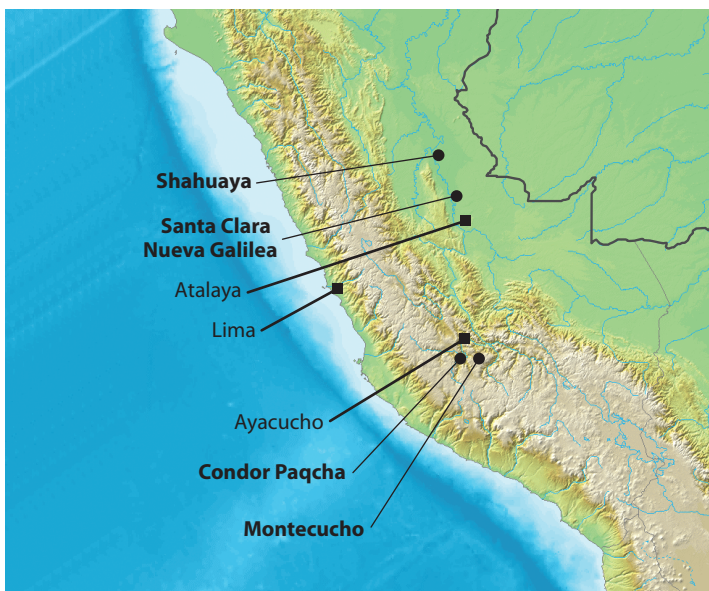 Shahuaya
Santa Clara
Nueva Galilea
Atalaya
Lima
Ayacucho
Condor Paqcha
Montecucho